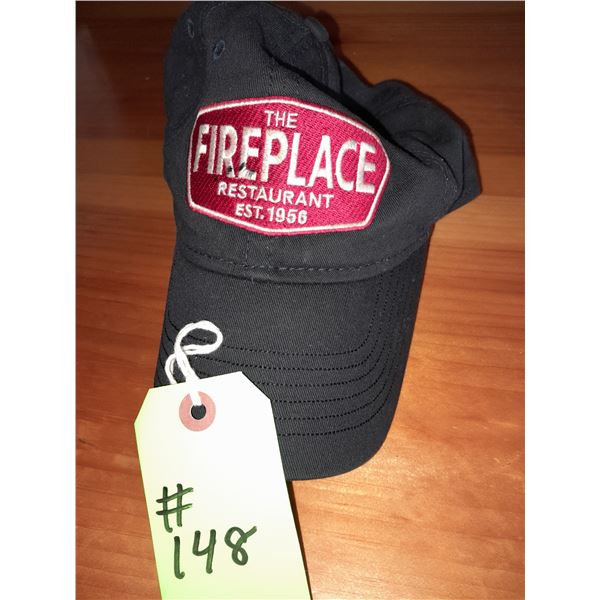 THE
FIREPLACE
RESTAURANT
EST. 1956
#
148